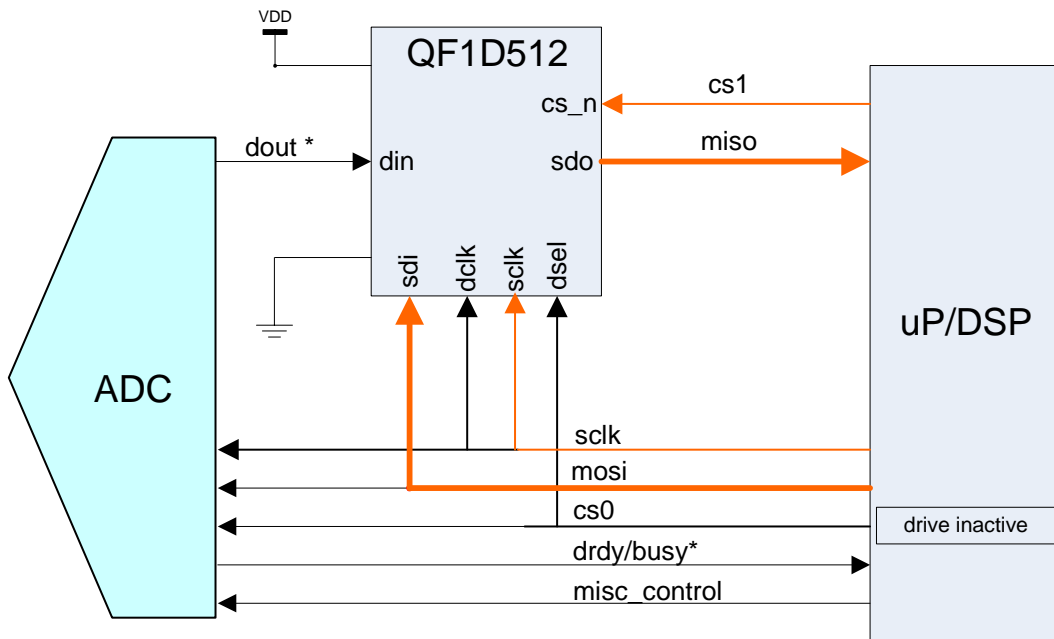 VDD
QF1D512
cs_n
cs1
dout *
din
sdo
miso
sdi
dclk
sclk
dsel
uP/DSP
ADC
sclk
mosi
cs0
drive inactive
drdy/busy*
misc_control